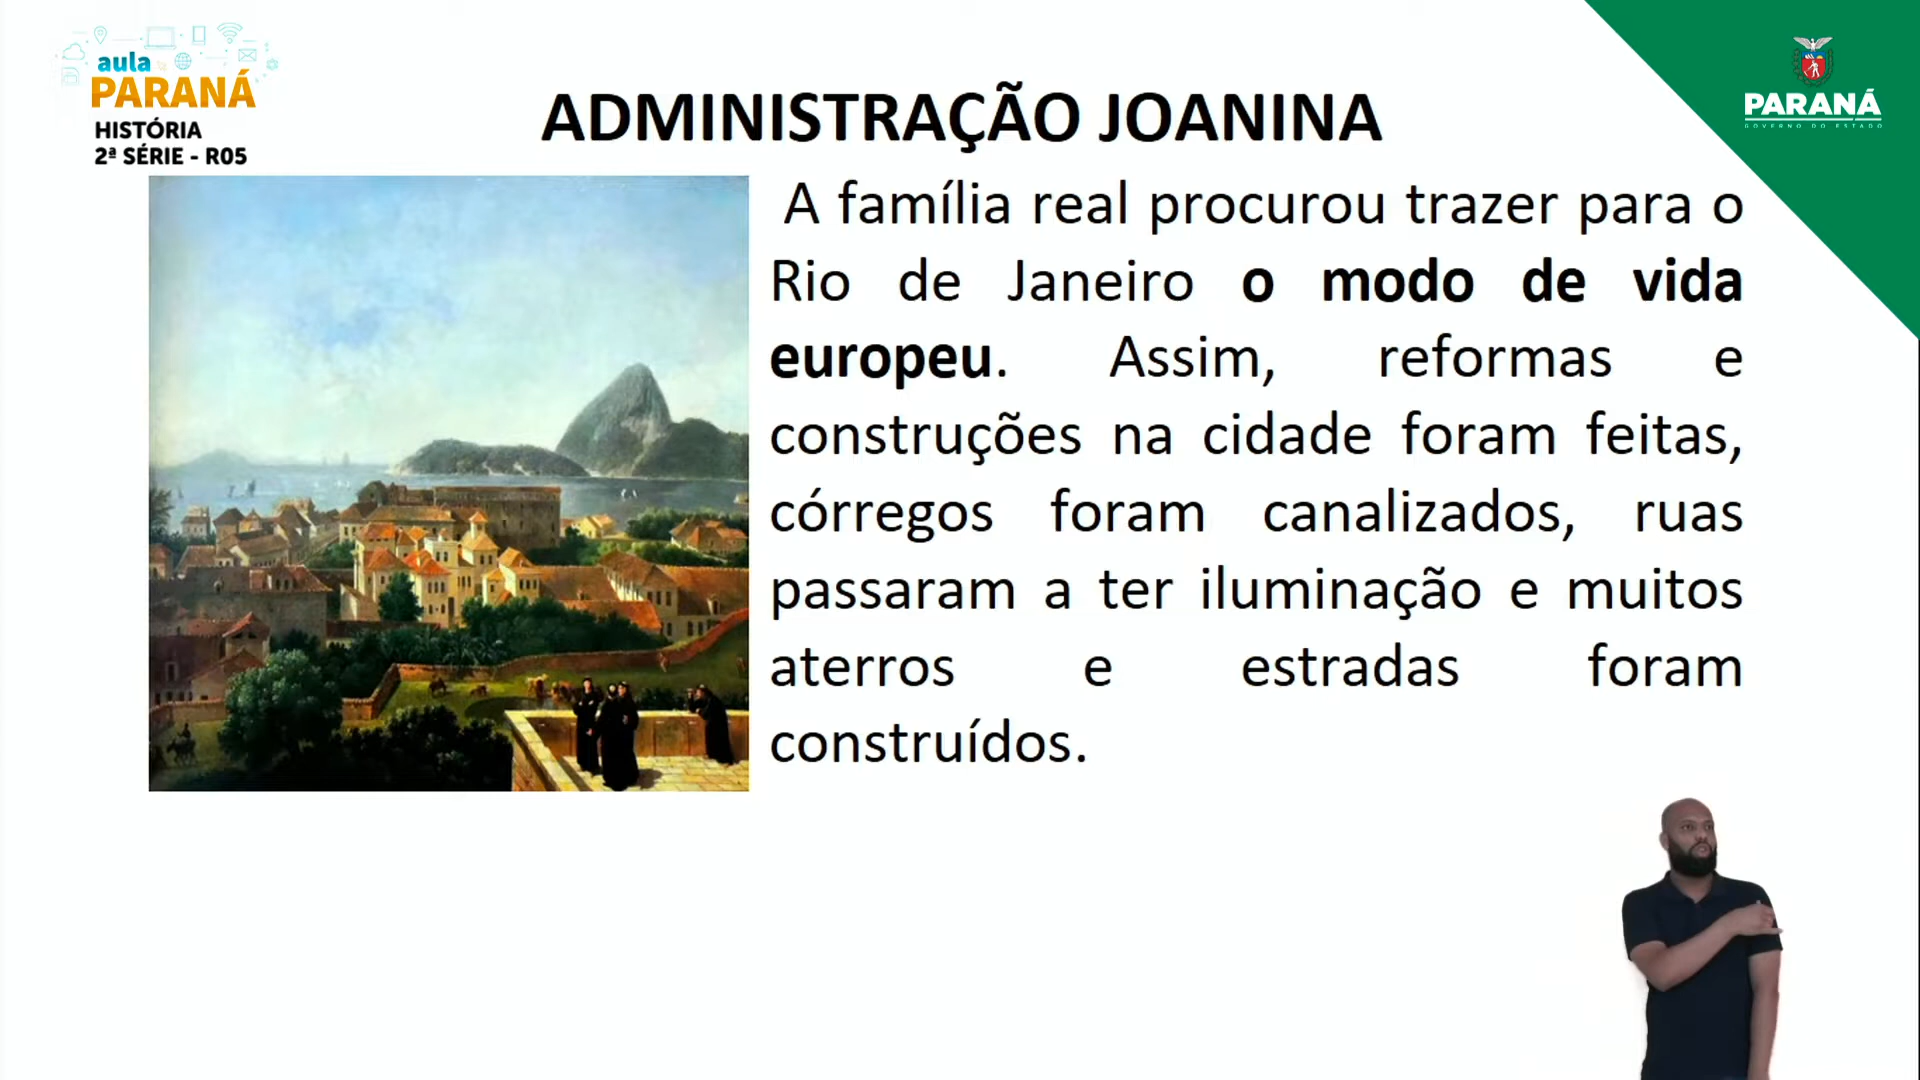 aula
PARANÁ
HISTÓRIA
2ª SÉRIE - R05
PARANÁ
GOVERNO DO ESTADO
ADMINISTRAÇÃO JOANINA
A família real procurou trazer para o
Rio de Janeiro o modo de vida
europeu. Assim, reformas e
construções na cidade foram feitas,
córregos foram canalizados, ruas
passaram a ter iluminação e muitos
aterros e estradas foram
construídos.